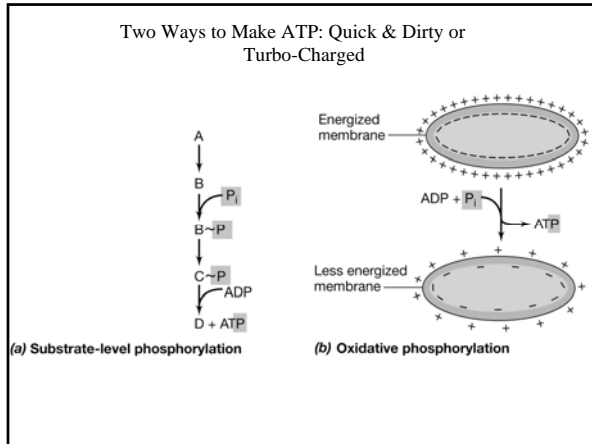 Two Ways to Make ATP: Quick & Dirty or
Turbo-Charged
A
B
Pi
B~P
C~P
ADP
D + ATP
(a) Substrate-level phosphorylation
Energized
membrane
ADP + Pi
ATP
Less energized
membrane
(b) Oxidative phosphorylation